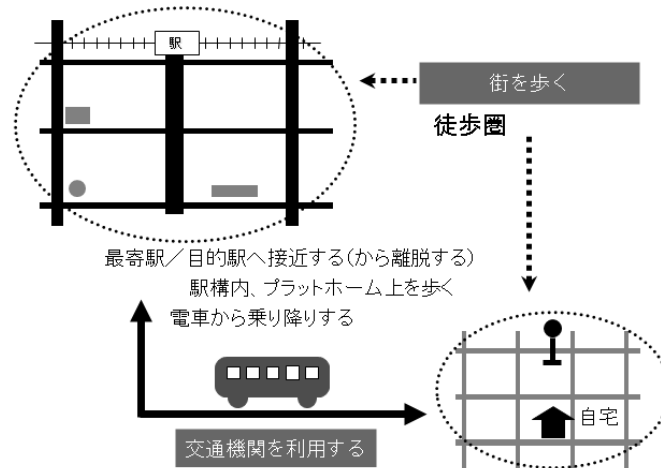 駅
街を歩く
徒歩圏
最寄駅／目的駅へ接近する(から離脱する)
駅構内、プラットホーム上を歩く
電車から乗り降りする
自宅
交通機関を利用する